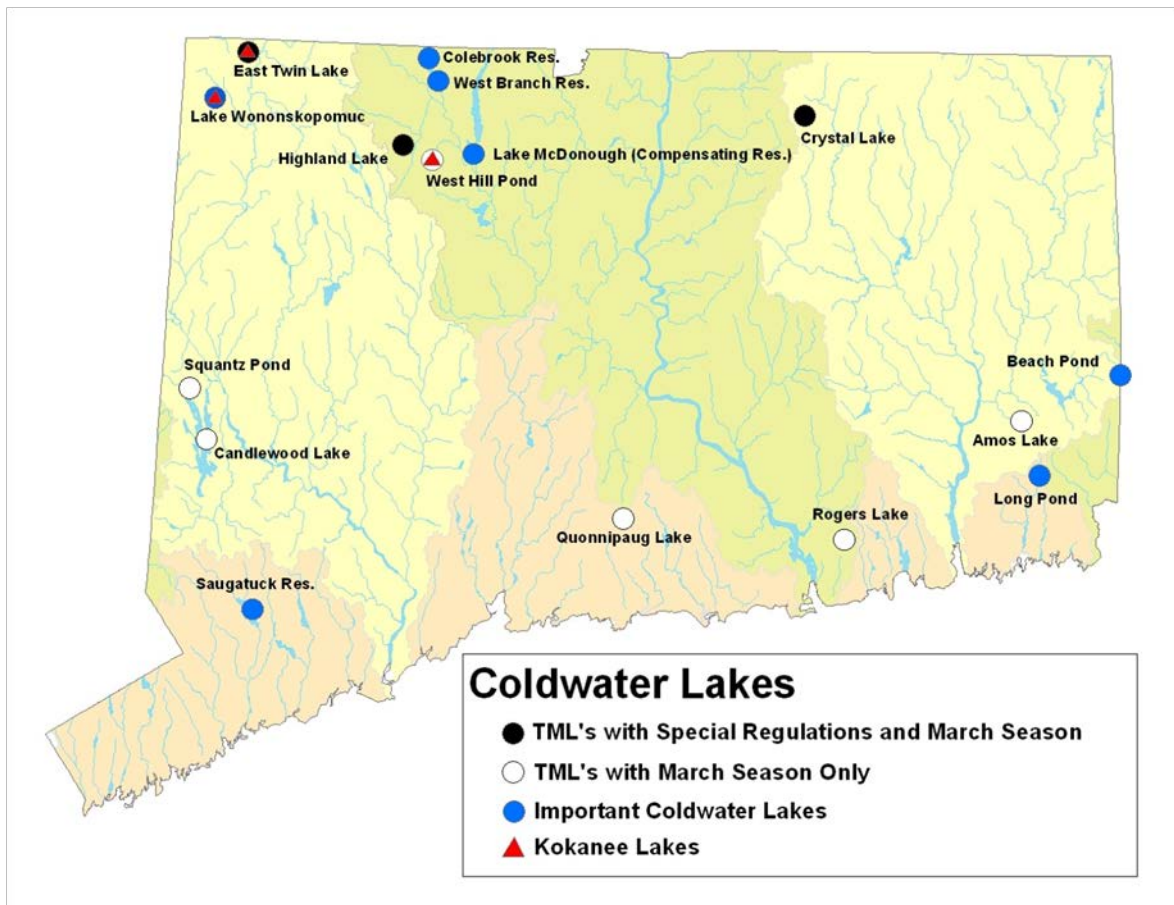 Colebrook Res.
East Twin Lake
West Branch Res.
Lake Wononskopomuc
Crystal Lake
Highland Lake
Lake McDonough (Compensating Res.)
West Hill Pond
Squantz Pond
Beach Pond
Amos Lake
Candlewood Lake
Long Pond
Rogers Lake
Quonnipaug Lake
Saugatuck Res.
Coldwater Lakes
TML's with Special Regulations and March Season
TML's with March Season Only
Important Coldwater Lakes
Kokanee Lakes